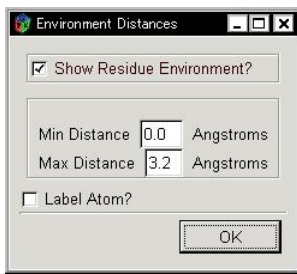 Environment Distances
Show Residue Environment?
Min Distance 0.0 Angstroms
Max Distance 3.2 Angstroms
Label Atom?
OK